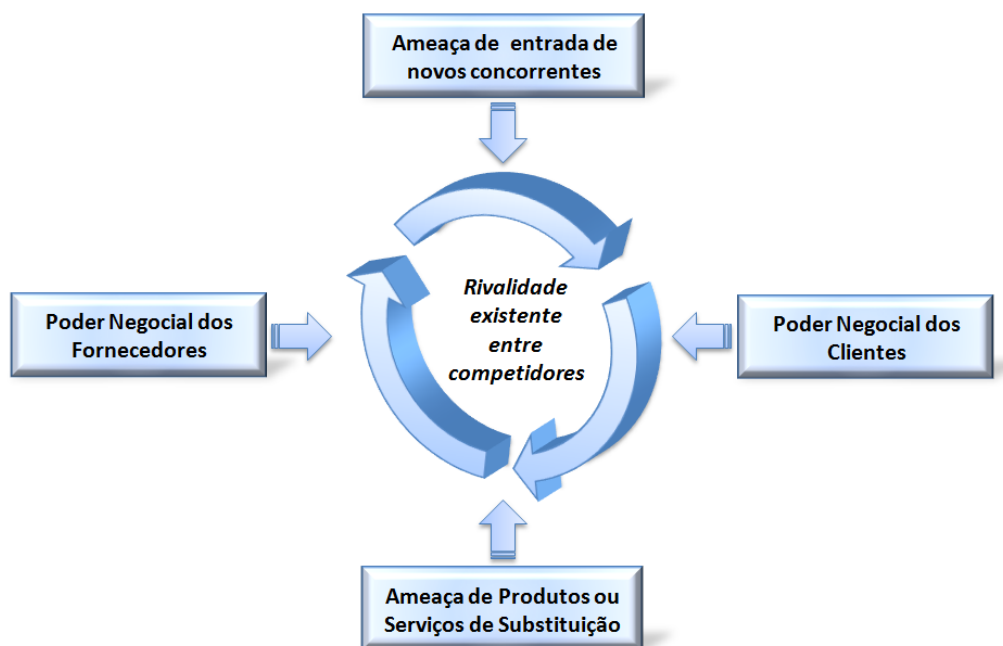 Ameaça de entrada de
novos concorrentes
Rivalidade
existente
entre
competidores
Poder Negocial dos
Fornecedores
Poder Negocial dos
Clientes
Ameaça de Produtos ou
Serviços de Substituição